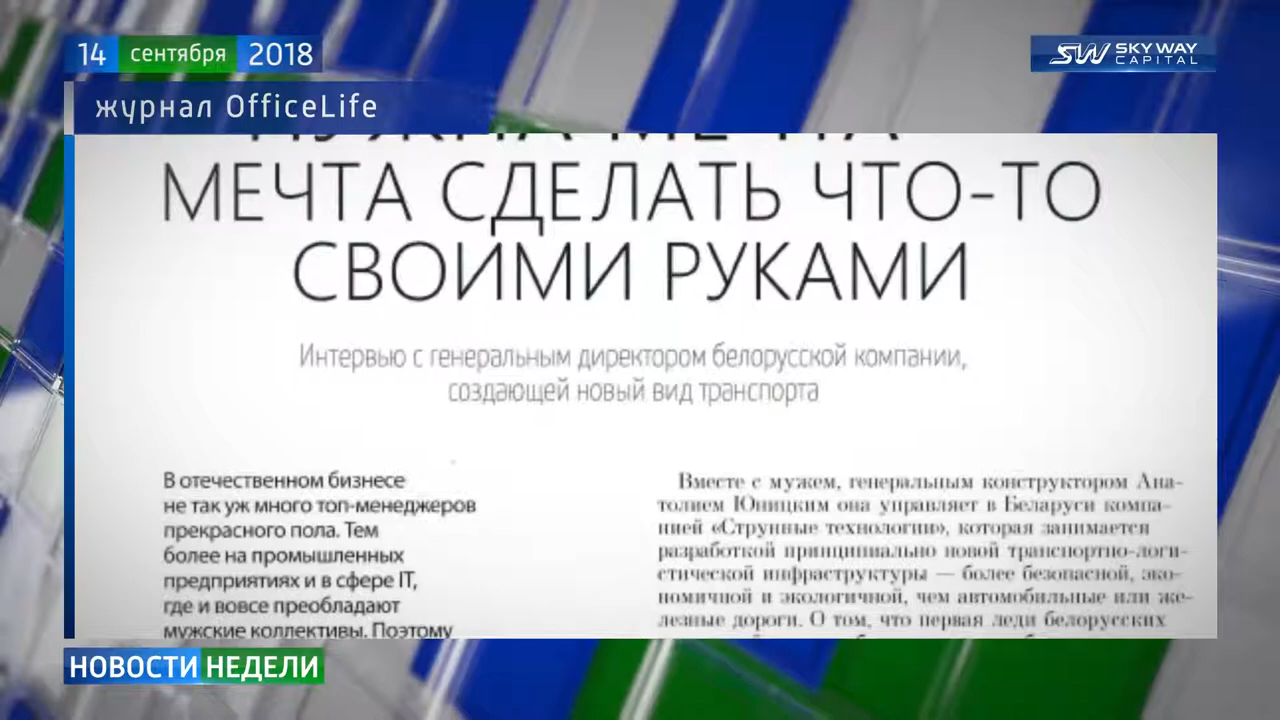 14 сентября 2018
SW SKY WAY
CAPITAL
журнал OfficeLife
МЕЧТА СДЕЛАТЬ ЧТО-ТО
СВОИМИ РУКАМИ
Интервью с генеральным директором белорусской компании,
создающей новый вид транспорта
В отечественном бизнесе
не так уж много топ-менеджеров
прекрасного пола. Тем
более на промышленных
предприятиях и в сфере IT,
где и вовсе преобладают
мужские коллективы. Поэтому
Вместе с мужем, генеральным конструктором Ана-
толием Юницким она управляет в Беларуси компа-
нией «Струнные технологии», которая занимается
разработкой принципиально новой транспортно-логи-
стической инфраструктуры — более безопасной, эко-
номичной и экологичной, чем автомобильные или же-
лезные дороги. О том, что первая леди белорусских
НОВОСТИ НЕДЕЛИ